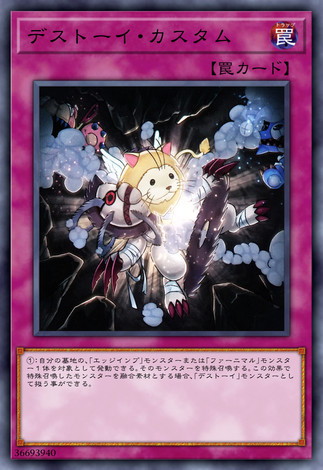 デストーイ・カスタム
トラップ
罠
【罠カード】
①：自分の墓地の、「エッジインプ」モンスターまたは「ファーニマル」モンスタ
ー１体を対象として発動できる。そのモンスターを特殊召喚する。この効果で
特殊召喚したモンスターを融合素材とする場合、「デストーイ」モンスターとし
て扱う事ができる。
36693940